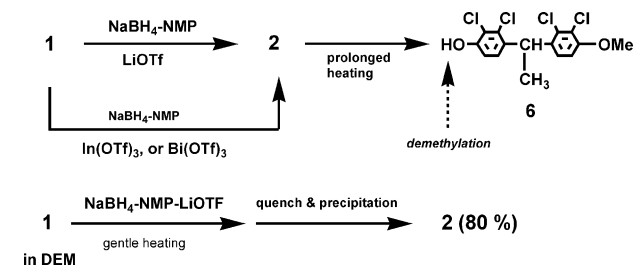 NaBH₄-NMP
1
2
LiOTf
prolonged
heating
Cl Cl Cl Cl
HO CH OMe
CH₃
6
NaBH₄-NMP
In(OTf)₃, or Bi(OTf)₃
demethylation
1 NaBH₄-NMP-LiOTF quench & precipitation 2 (80 %)
gentle heating
in DEM